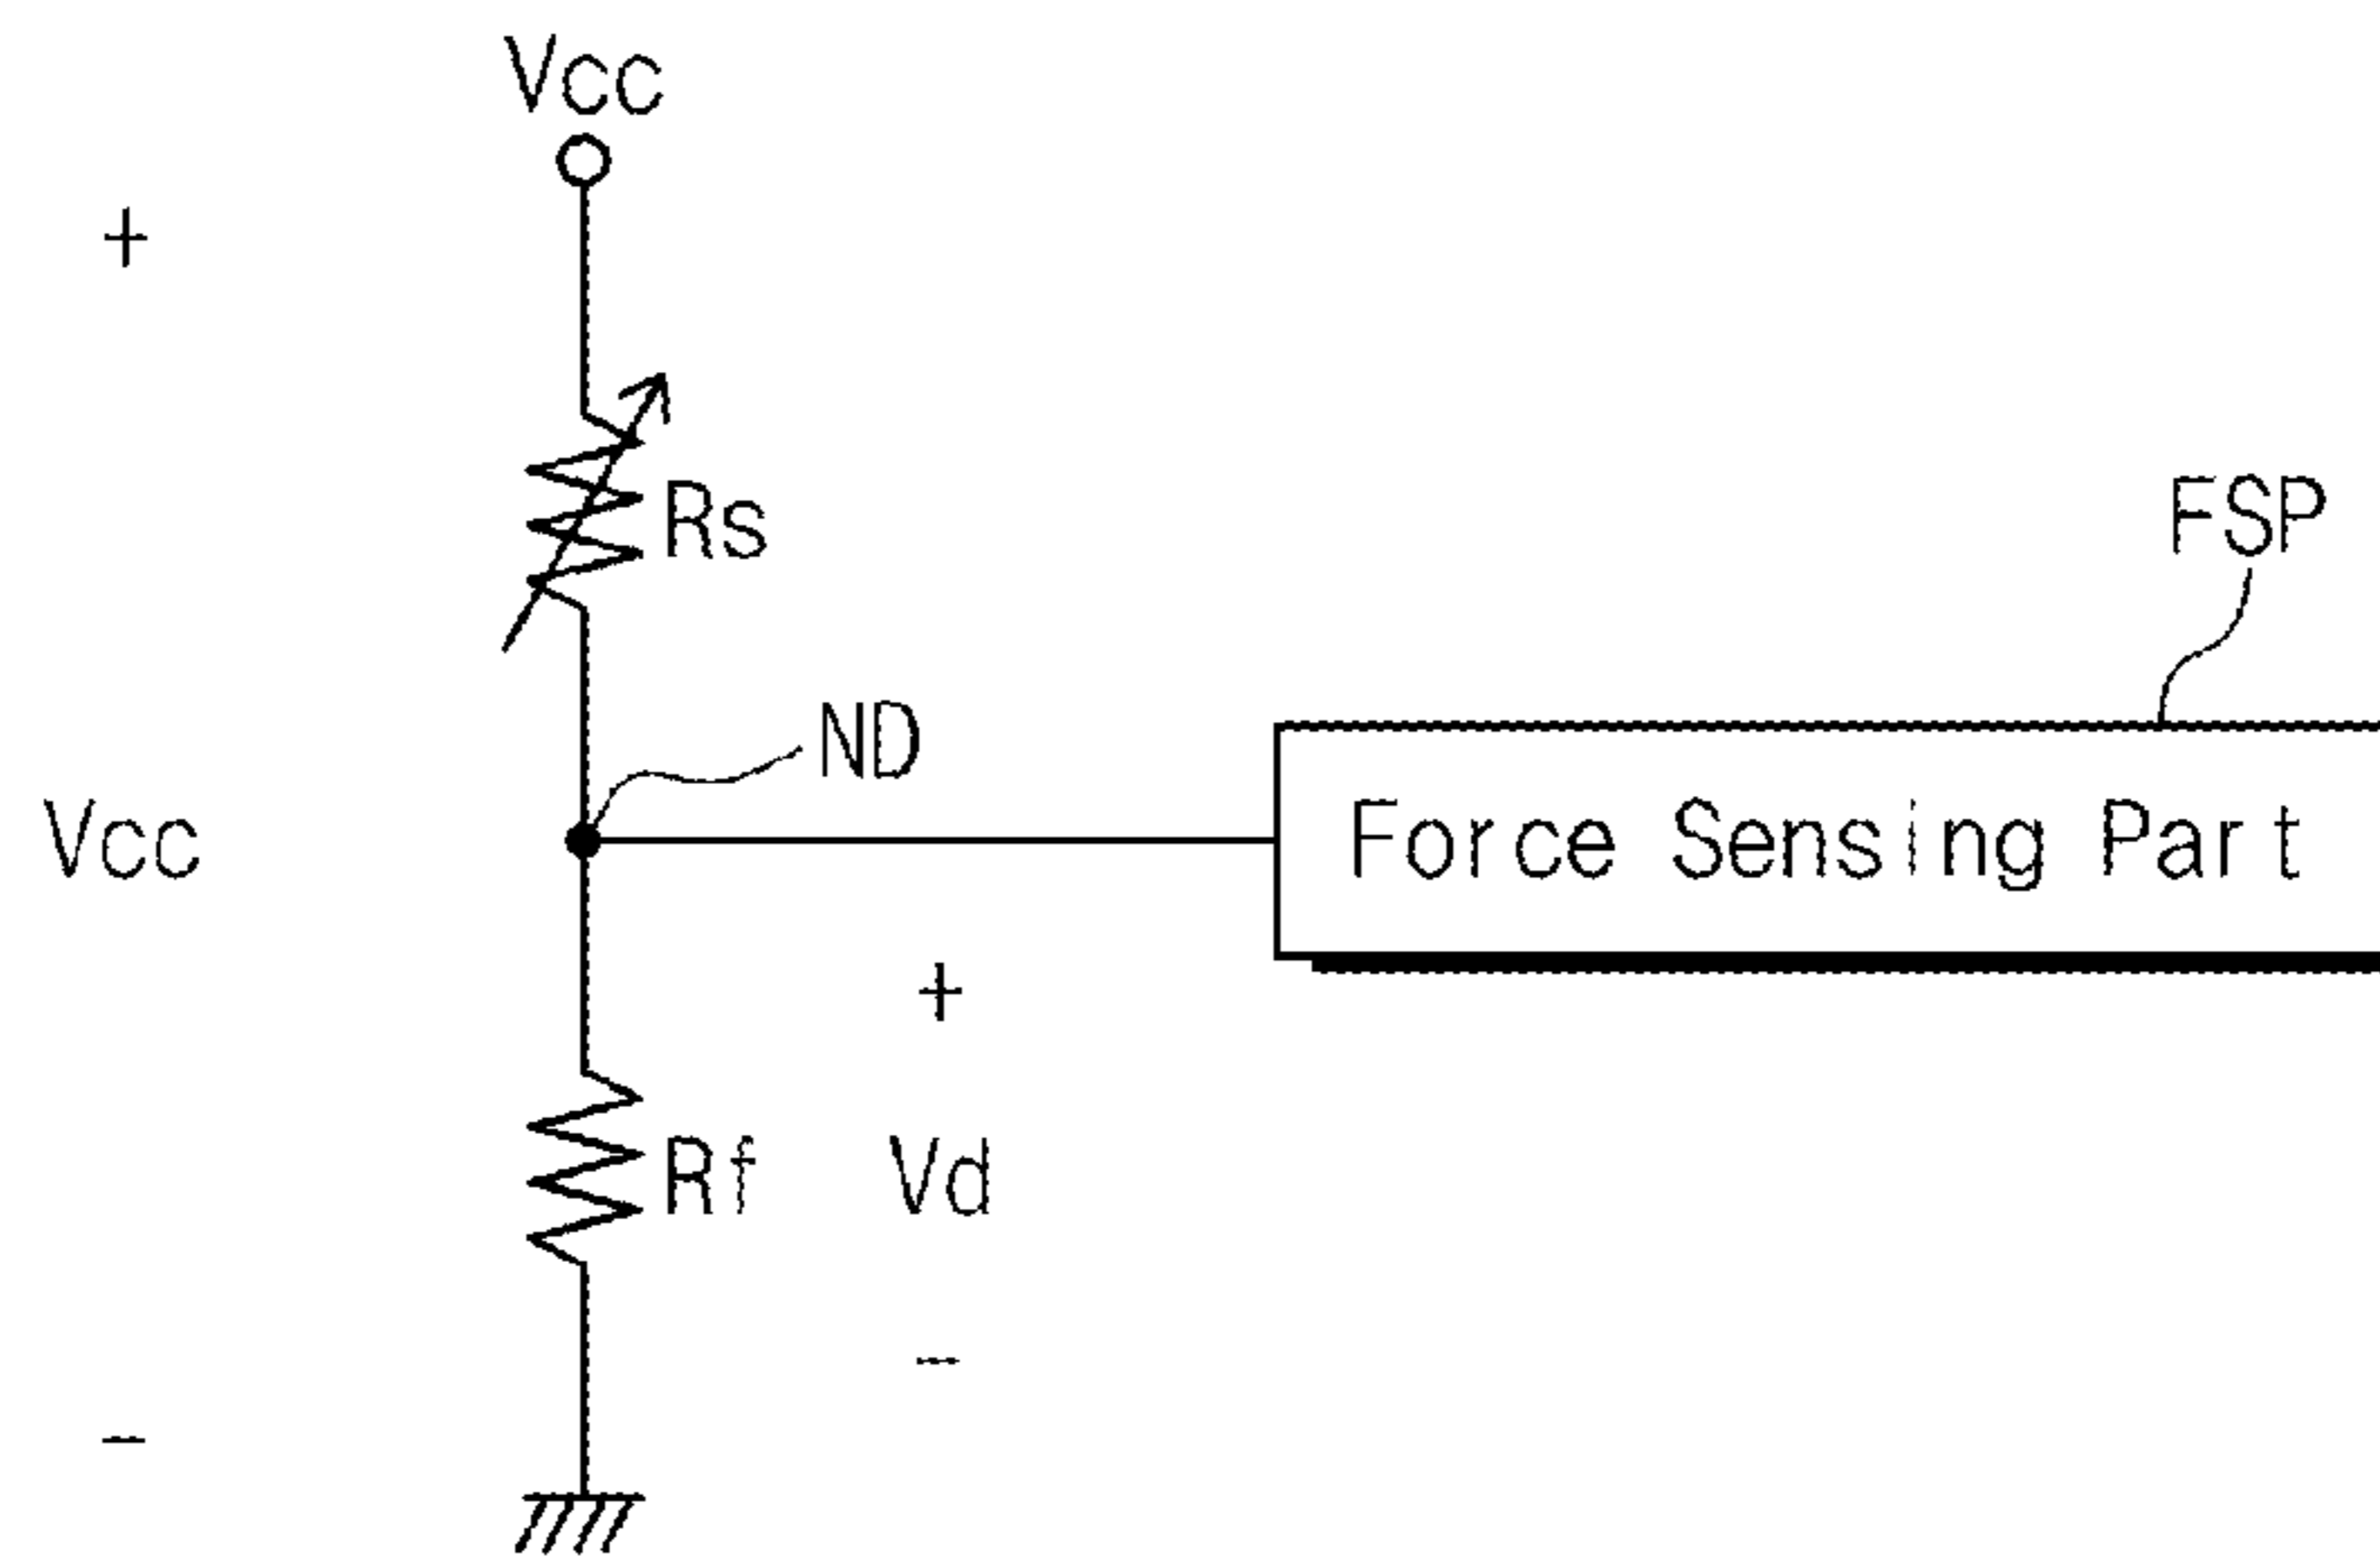 Vcc
+
Rs
FSP
ND
Vcc
Force Sensing Part
+
Rf
Vd
−
−